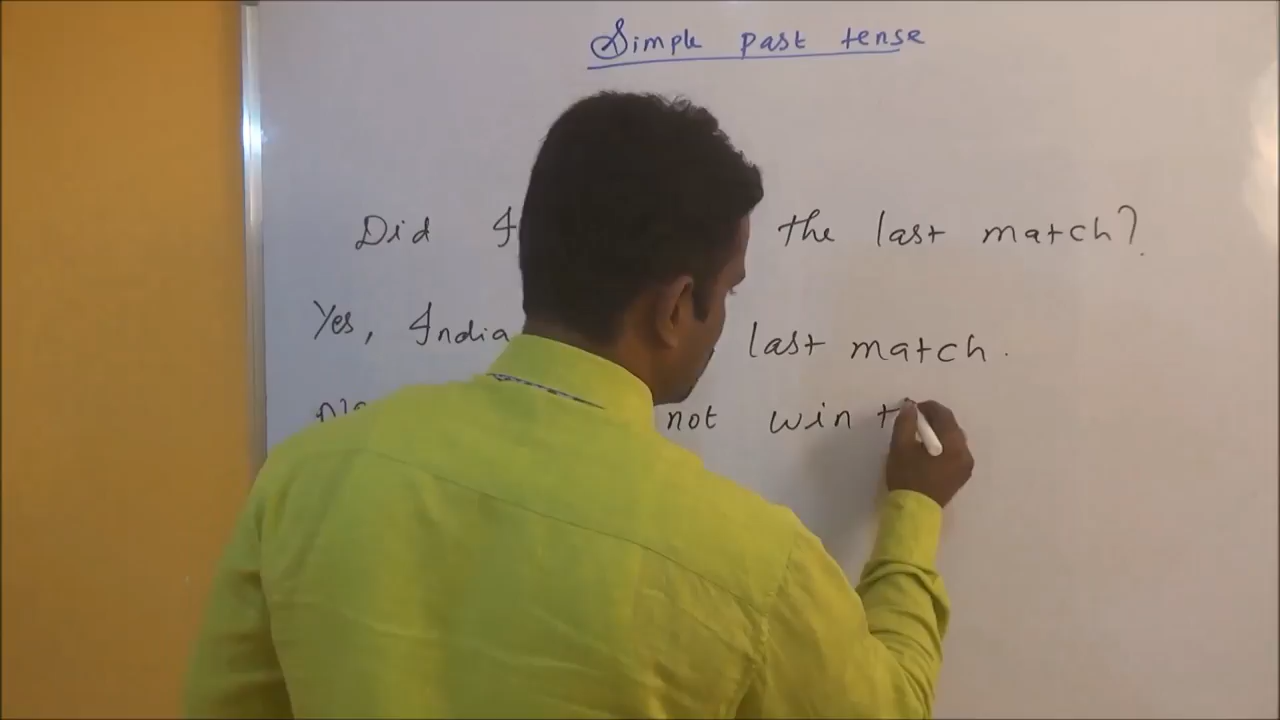 Simple past tense
Did the last match?
Yes, India last match.
not win